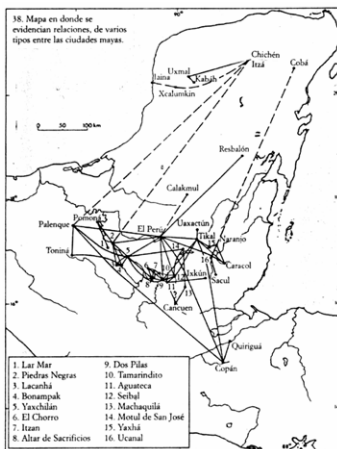 38. Mapa en donde se
evidencian relaciones, de varios
tipos entre las ciudades mayas.
0 50 100 km
90°
Uxmal
Kabáh
Jaina
Xcalumkin
Chichén
Itzá
Cobá
Resbalón
Calakmul
Uaxactún
El Perú
Tikal
Naranjo
Pomoná
Palenque
Toniná
Caracol
Ixkún
Sacul
Cancuen
Quiriguá
Copán
1. Lar Mar
2. Piedras Negras
3. Lacanhá
4. Bonampak
5. Yaxchilán
6. El Chorro
7. Itzan
8. Altar de Sacrificios
9. Dos Pilas
10. Tamarindito
11. Aguateca
12. Seibal
13. Machaquilá
14. Motul de San José
15. Yaxhá
16. Ucanal